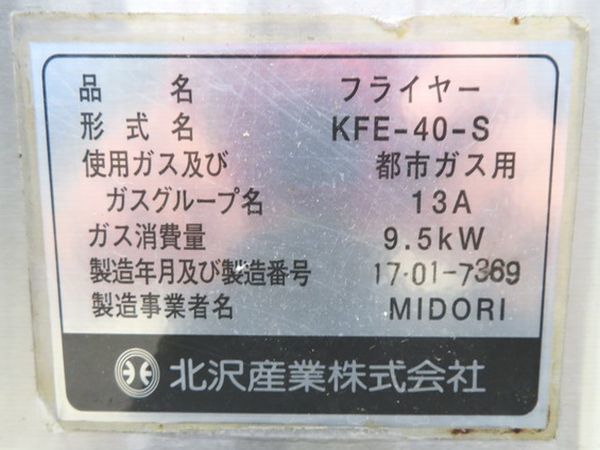 品名 フライヤー
形式名 KFE-40-S
使用ガス及び 都市ガス用
ガスグループ名 13A
ガス消費量 9.5kW
製造年月及び製造番号 17·01-7369
製造事業者名 MIDORI
北沢産業株式会社